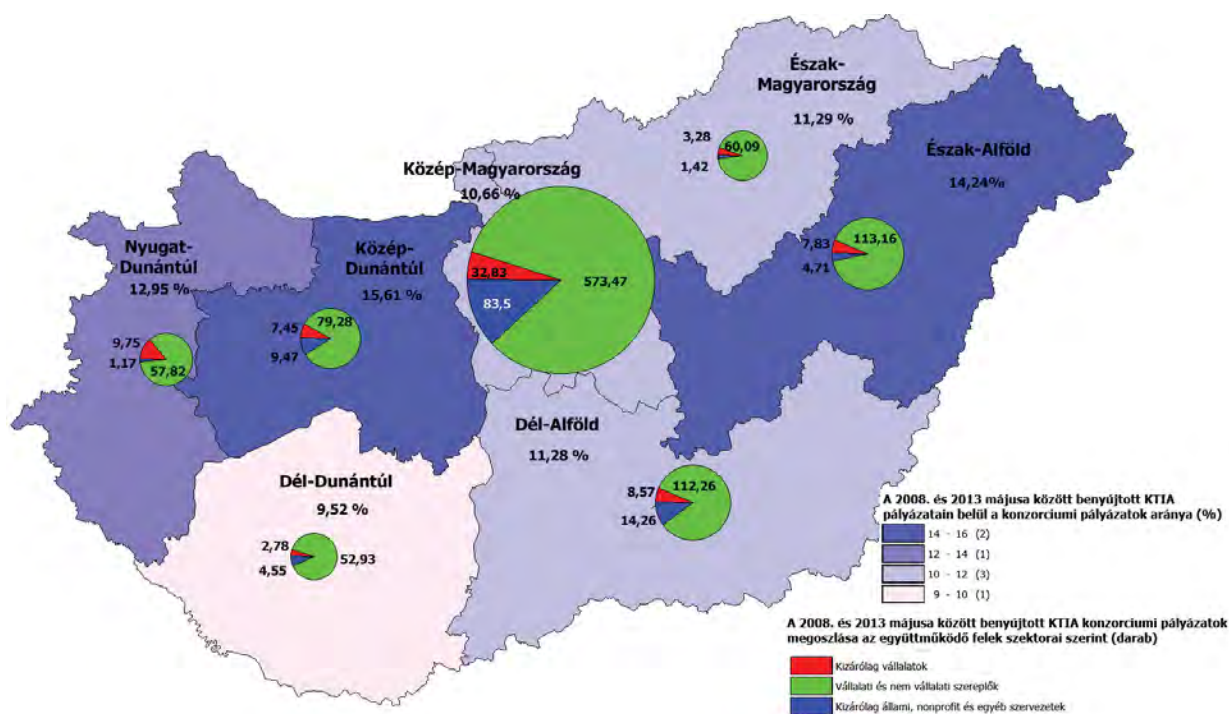 Észak-
Magyarország
11,29 %
3,28
60,09
1,42
Közép-Magyarország
10,66 %
32,83
573,47
83,5
Észak-Alföld
14,24%
7,83
113,16
4,71
Nyugat-
Dunántúl
12,95 %
9,75
1,17
57,82
Közép-
Dunántúl
15,61 %
7,45
79,28
9,47
Dél-Alföld
11,28 %
8,57
112,26
14,26
Dél-Dunántúl
9,52 %
2,78
52,93
4,55
A 2008. és 2013 májusa között benyújtott KTIA
pályázatain belül a konzorciumi pályázatok aránya (%)
14 - 16 (2)
12 - 14 (1)
10 - 12 (3)
9 - 10 (1)
A 2008. és 2013 májusa között benyújtott KTIA konzorciumi pályázatok
megoszlása az együttműködő felek szektorai szerint (darab)
Kizárólag vállalatok
Vállalati és nem vállalati szereplők
Kizárólag állami, nonprofit és egyéb szervezetek